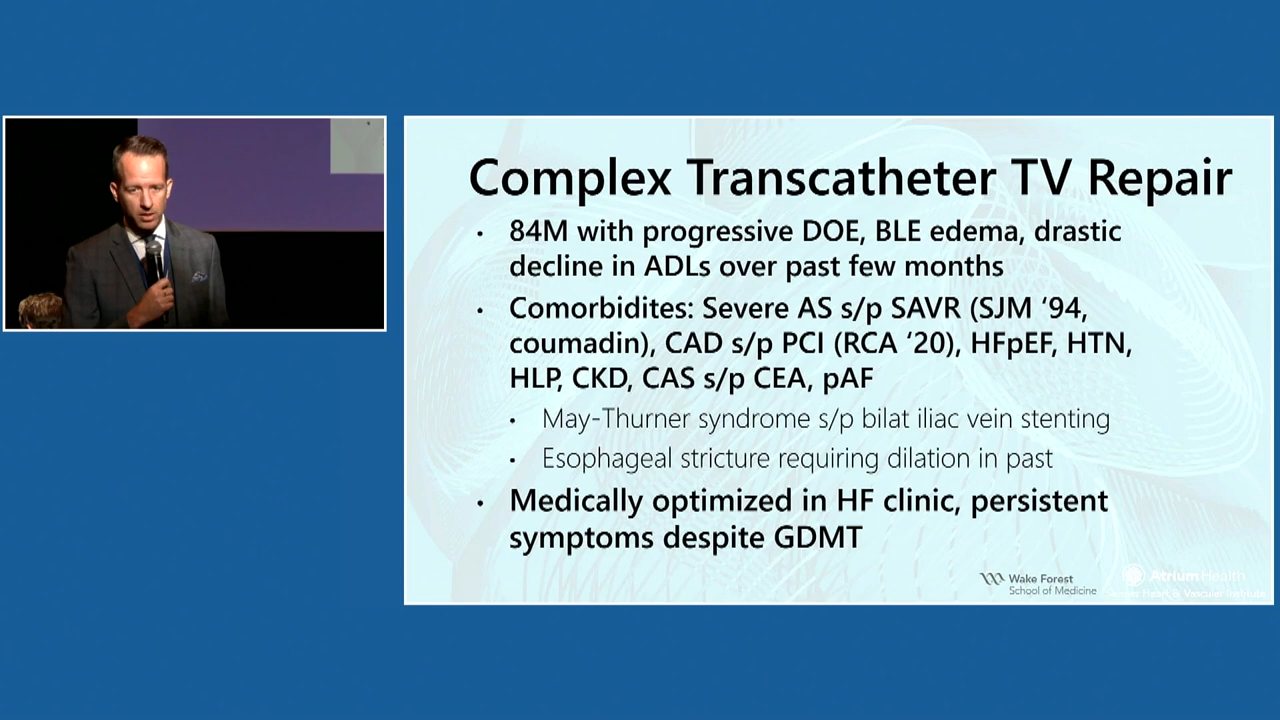 Complex Transcatheter TV Repair
• 84M with progressive DOE, BLE edema, drastic
decline in ADLs over past few months
• Comorbidites: Severe AS s/p SAVR (SJM ‘94,
coumadin), CAD s/p PCI (RCA ‘20), HFpEF, HTN,
HLP, CKD, CAS s/p CEA, pAF
• May-Thurner syndrome s/p bilat iliac vein stenting
• Esophageal stricture requiring dilation in past
• Medically optimized in HF clinic, persistent
symptoms despite GDMT
Wake Forest
School of Medicine
Atrium Health
Heart & Vascular Institute